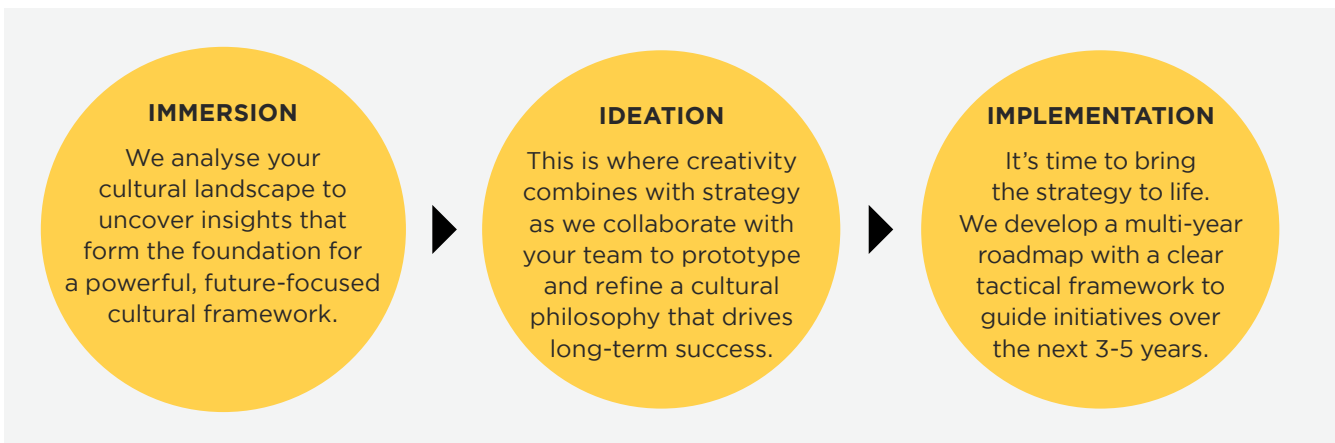 IMMERSION
We analyse your
cultural landscape to
uncover insights that
form the foundation for
a powerful, future-focused
cultural framework.
IDEATION
This is where creativity
combines with strategy
as we collaborate with
your team to prototype
and refine a cultural
philosophy that drives
long-term success.
IMPLEMENTATION
It’s time to bring
the strategy to life.
We develop a multi-year
roadmap with a clear
tactical framework to
guide initiatives over
the next 3-5 years.